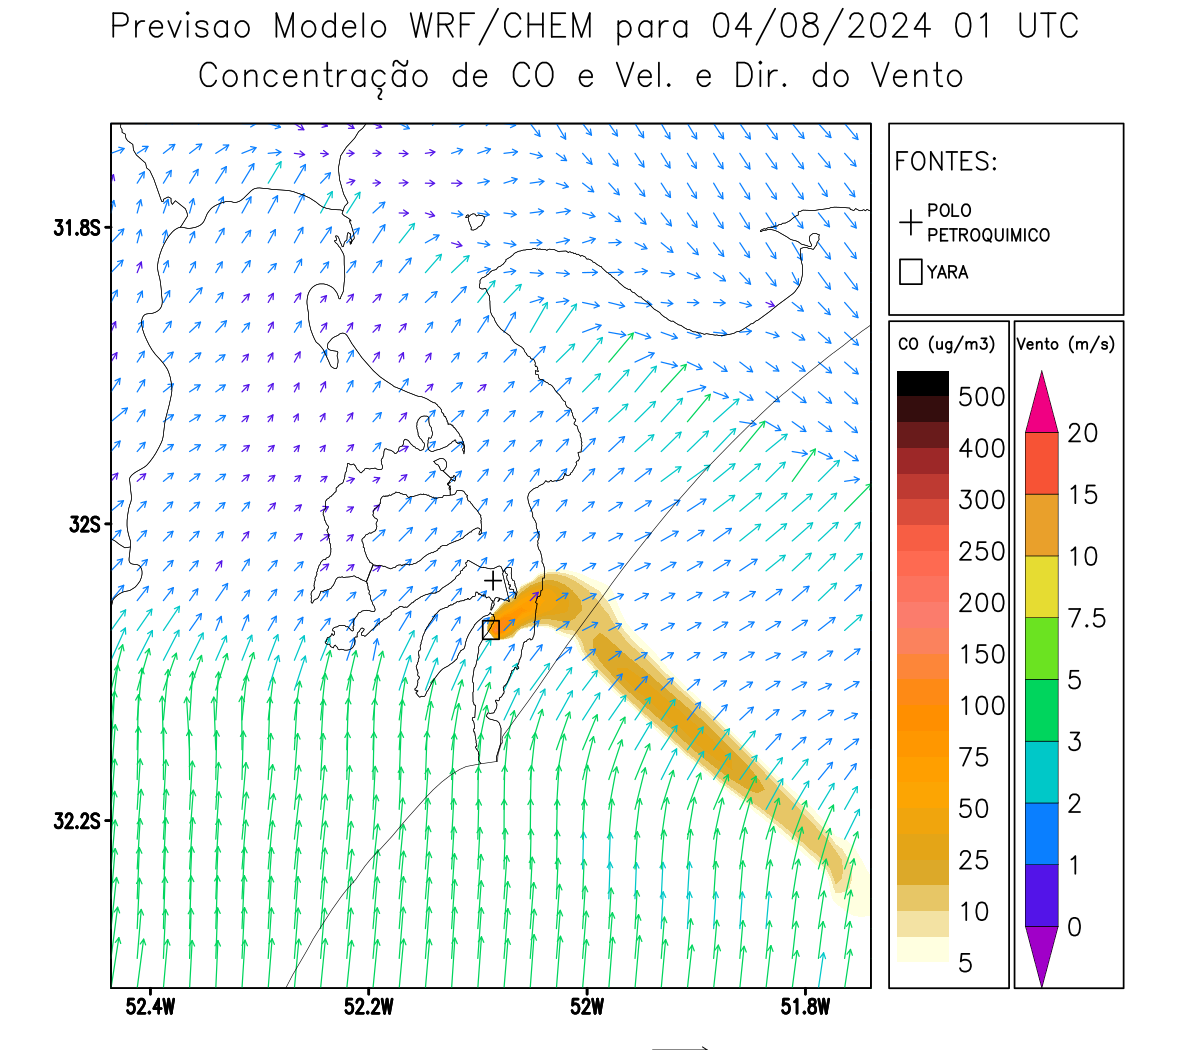 Previsao Modelo WRF/CHEM para 04/08/2024 01 UTC
Concentração de CO e Vel. e Dir. do Vento
FONTES:
POLO
PETROQUIMICO
YARA
CO (ug/m3)
500
400
300
250
200
150
100
75
50
25
10
5
Vento (m/s)
20
15
10
7.5
5
3
2
1
0
31.8S
32S
32.2S
52.4W
52.2W
52W
51.8W